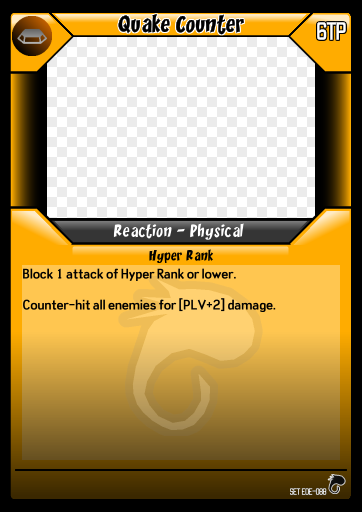 Quake Counter
6TP
Reaction - Physical
Hyper Rank
Block 1 attack of Hyper Rank or lower.
Counter-hit all enemies for [PLV+2] damage.
SET EOE-088